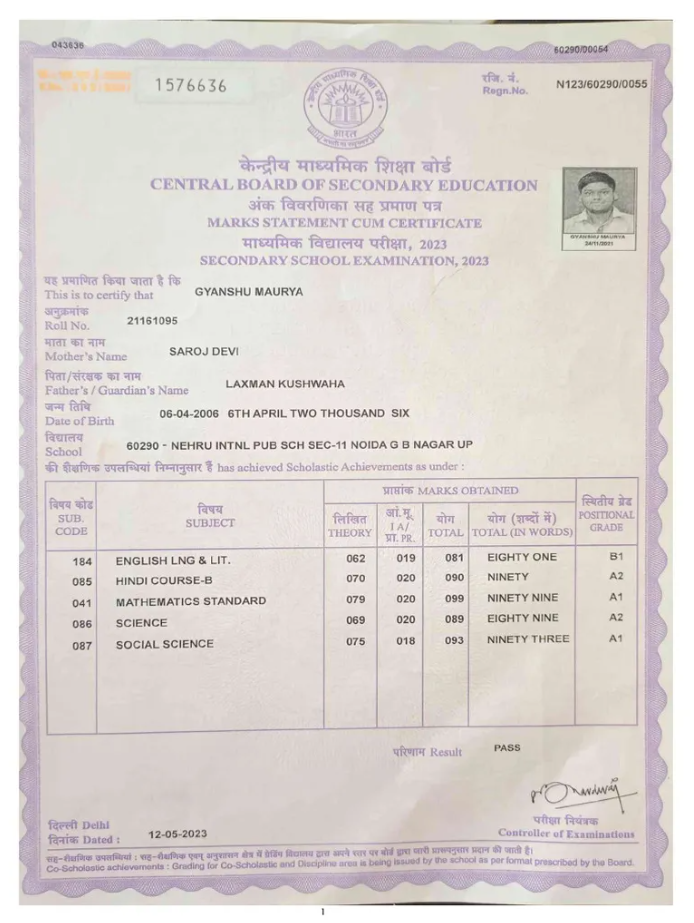 043636
60290/00064
1576636
रजि. नं.
Regn.No. N123/60290/0055
केन्द्रीय माध्यमिक शिक्षा बोर्ड
भारत
केन्द्रीय माध्यमिक शिक्षा बोर्ड
CENTRAL BOARD OF SECONDARY EDUCATION
अंक विवरणिका सह प्रमाण पत्र
MARKS STATEMENT CUM CERTIFICATE
माध्यमिक विद्यालय परीक्षा, 2023
SECONDARY SCHOOL EXAMINATION, 2023
GYANSHU MAURYA
24/11/2021
यह प्रमाणित किया जाता है कि
This is to certify that GYANSHU MAURYA
अनुक्रमांक
Roll No. 21161095
माता का नाम
Mother's Name SAROJ DEVI
पिता/संरक्षक का नाम
Father's / Guardian's Name LAXMAN KUSHWAHA
जन्म तिथि
Date of Birth 06-04-2006 6TH APRIL TWO THOUSAND SIX
विद्यालय
School 60290 - NEHRU INTNL PUB SCH SEC-11 NOIDA G B NAGAR UP
की शैक्षणिक उपलब्धियां निम्नानुसार हैं has achieved Scholastic Achievements as under :
विषय कोड SUB. CODE विषय SUBJECT प्राप्तांक MARKS OBTAINED स्थितीय ग्रेड POSITIONAL GRADE
लिखित THEORY आं.मू. I A/ प्रा. PR. योग TOTAL योग (शब्दों में) TOTAL (IN WORDS)
184 ENGLISH LNG & LIT. 062 019 081 EIGHTY ONE B1
085 HINDI COURSE-B 070 020 090 NINETY A2
041 MATHEMATICS STANDARD 079 020 099 NINETY NINE A1
086 SCIENCE 069 020 089 EIGHTY NINE A2
087 SOCIAL SCIENCE 075 018 093 NINETY THREE A1
परिणाम Result PASS
दिल्ली Delhi
दिनांक Dated : 12-05-2023
परीक्षा नियंत्रक
Controller of Examinations
सह-शैक्षणिक उपलब्धियां : सह-शैक्षणिक एवम् अनुशासन क्षेत्र में ग्रेडिंग विद्यालय द्वारा अपने स्तर पर बोर्ड द्वारा जारी प्रारूपनुसार प्रदान की जाती है।
Co-Scholastic achievements : Grading for Co-Scholastic and Discipline area is being issued by the school as per format prescribed by the Board.
1